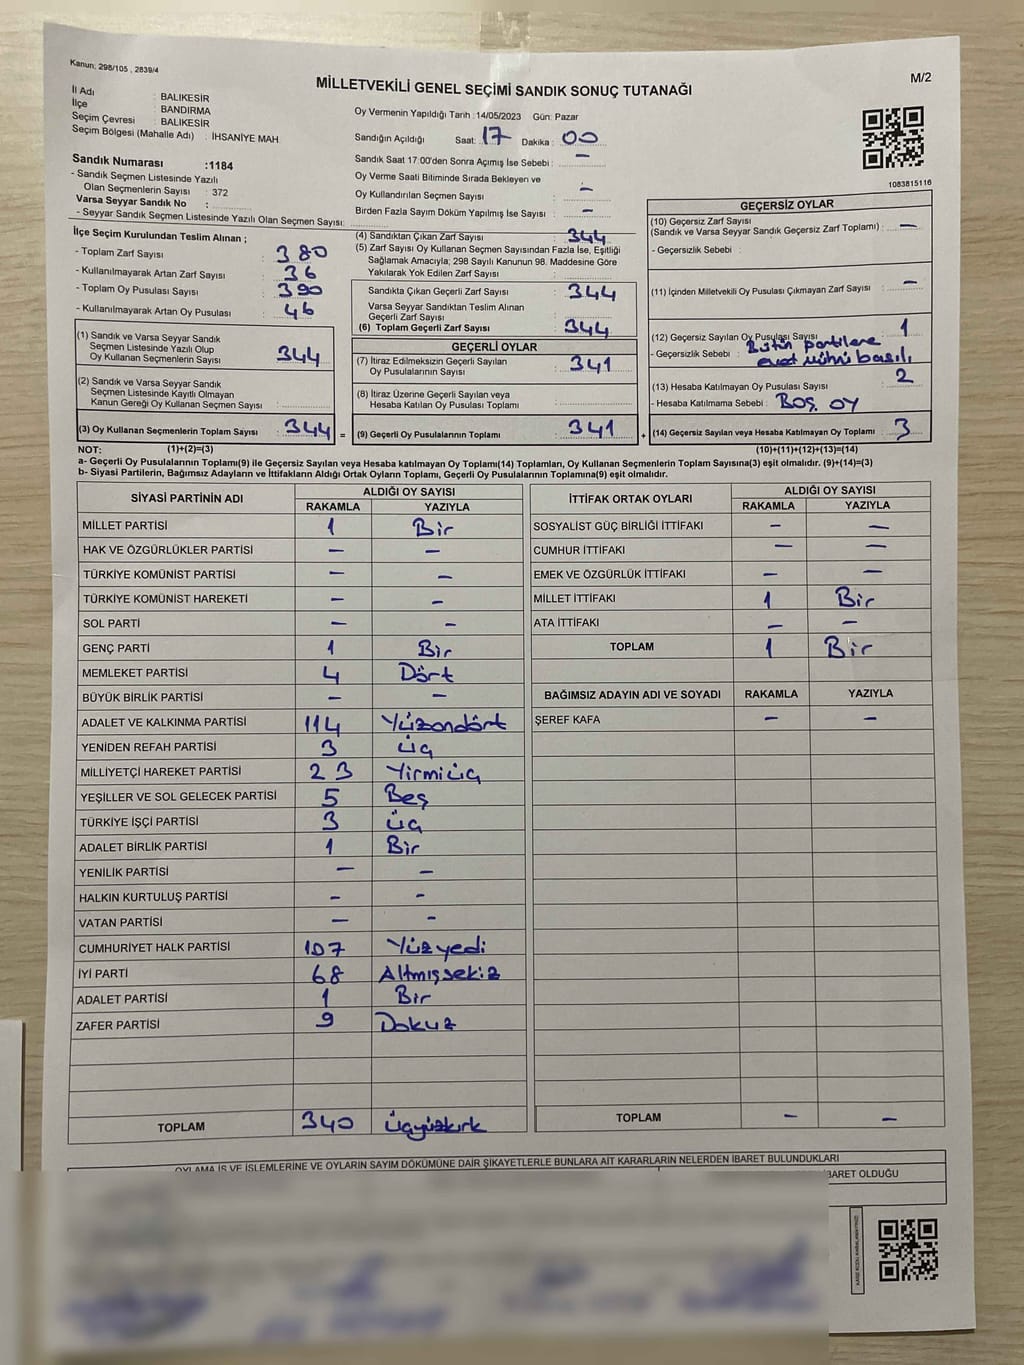 Kanun; 298/105 , 2839/4
MİLLETVEKİLİ GENEL SEÇİMİ SANDIK SONUÇ TUTANAĞI
M/2
İl Adı : BALIKESİR
İlçe : BANDIRMA
Seçim Çevresi : BALIKESİR
Seçim Bölgesi (Mahalle Adı) : İHSANİYE MAH.
Sandık Numarası :1184
- Sandık Seçmen Listesinde Yazılı
Olan Seçmenlerin Sayısı : 372
Varsa Seyyar Sandık No :
- Seyyar Sandık Seçmen Listesinde Yazılı Olan Seçmen Sayısı:
Oy Vermenin Yapıldığı Tarih :14/05/2023 Gün: Pazar
Sandığın Açıldığı Saat: 17 Dakika : 00
Sandık Saat 17:00'den Sonra Açımış İse Sebebi : -
Oy Verme Saati Bitiminde Sırada Bekleyen ve
Oy Kullandırılan Seçmen Sayısı : -
Birden Fazla Sayım Döküm Yapılmış İse Sayısı : -
1083815116
İlçe Seçim Kurulundan Teslim Alınan ;
- Toplam Zarf Sayısı : 380
- Kullanılmayarak Artan Zarf Sayısı : 36
- Toplam Oy Pusulası Sayısı : 390
- Kullanılmayarak Artan Oy Pusulası : 46
(1) Sandık ve Varsa Seyyar Sandık
Seçmen Listesinde Yazılı Olup
Oy Kullanan Seçmenlerin Sayısı : 344
(2) Sandık ve Varsa Seyyar Sandık
Seçmen Listesinde Kayıtlı Olmayan
Kanun Gereği Oy Kullanan Seçmen Sayısı :
(3) Oy Kullanan Seçmenlerin Toplam Sayısı : 344 =
(4) Sandıktan Çıkan Zarf Sayısı : 344
(5) Zarf Sayısı Oy Kullanan Seçmen Sayısından Fazla İse, Eşitliği
Sağlamak Amacıyla; 298 Sayılı Kanunun 98. Maddesine Göre
Yakılarak Yok Edilen Zarf Sayısı :
Sandıkta Çıkan Geçerli Zarf Sayısı : 344
Varsa Seyyar Sandıktan Teslim Alınan
Geçerli Zarf Sayısı :
(6) Toplam Geçerli Zarf Sayısı : 344
GEÇERLİ OYLAR
(7) İtiraz Edilmeksizin Geçerli Sayılan
Oy Pusulalarının Sayısı : 341
(8) İtiraz Üzerine Geçerli Sayılan veya
Hesaba Katılan Oy Pusulası Toplamı :
(9) Geçerli Oy Pusulalarının Toplamı : 341 +
GEÇERSİZ OYLAR
(10) Geçersiz Zarf Sayısı
(Sandık ve Varsa Seyyar Sandık Geçersiz Zarf Toplamı) : -
- Geçersizlik Sebebi :
(11) İçinden Milletvekili Oy Pusulası Çıkmayan Zarf Sayısı : -
(12) Geçersiz Sayılan Oy Pusulası Sayısı : 1
- Geçersizlik Sebebi : Bütün partilere
evet mührü basılı
(13) Hesaba Katılmayan Oy Pusulası Sayısı : 2
- Hesaba Katılmama Sebebi : Boş oy
(14) Geçersiz Sayılan veya Hesaba Katılmayan Oy Toplamı : 3
NOT: (1)+(2)=(3) (10)+(11)+(12)+(13)=(14)
a- Geçerli Oy Pusulalarının Toplamı(9) ile Geçersiz Sayılan veya Hesaba katılmayan Oy Toplamı(14) Toplamları, Oy Kullanan Seçmenlerin Toplam Sayısına(3) eşit olmalıdır. (9)+(14)=(3)
b- Siyasi Partilerin, Bağımsız Adayların ve İttifakların Aldığı Ortak Oyların Toplamı, Geçerli Oy Pusulalarının Toplamına(9) eşit olmalıdır.
SİYASİ PARTİNİN ADI ALDIĞI OY SAYISI
RAKAMLA YAZIYLA
MİLLET PARTİSİ 1 Bir
HAK VE ÖZGÜRLÜKLER PARTİSİ - -
TÜRKİYE KOMÜNİST PARTİSİ - -
TÜRKİYE KOMÜNİST HAREKETİ - -
SOL PARTİ - -
GENÇ PARTİ 1 Bir
MEMLEKET PARTİSİ 4 Dört
BÜYÜK BİRLİK PARTİSİ - -
ADALET VE KALKINMA PARTİSİ 114 Yüzondört
YENİDEN REFAH PARTİSİ 3 üç
MİLLİYETÇİ HAREKET PARTİSİ 23 Yirmiüç
YEŞİLLER VE SOL GELECEK PARTİSİ 5 Beş
TÜRKİYE İŞÇİ PARTİSİ 3 üç
ADALET BİRLİK PARTİSİ 1 Bir
YENİLİK PARTİSİ - -
HALKIN KURTULUŞ PARTİSİ - -
VATAN PARTİSİ - -
CUMHURİYET HALK PARTİSİ 107 Yüzyedi
İYİ PARTİ 68 Altmışsekiz
ADALET PARTİSİ 1 Bir
ZAFER PARTİSİ 9 Dokuz
TOPLAM 340 üçyüzkırk
İTTİFAK ORTAK OYLARI ALDIĞI OY SAYISI
RAKAMLA YAZIYLA
SOSYALİST GÜÇ BİRLİĞİ İTTİFAKI - -
CUMHUR İTTİFAKI - -
EMEK VE ÖZGÜRLÜK İTTİFAKI - -
MİLLET İTTİFAKI 1 Bir
ATA İTTİFAKI - -
TOPLAM 1 Bir
BAĞIMSIZ ADAYIN ADI VE SOYADI RAKAMLA YAZIYLA
ŞEREF KAFA - -
TOPLAM - -
OYLAMA İŞ VE İŞLEMLERİNE VE OYLARIN SAYIM DÖKÜMÜNE DAİR ŞİKAYETLERLE BUNLARA AİT KARARLARIN NELERDEN İBARET BULUNDUKLARI
İBARET OLDUĞU